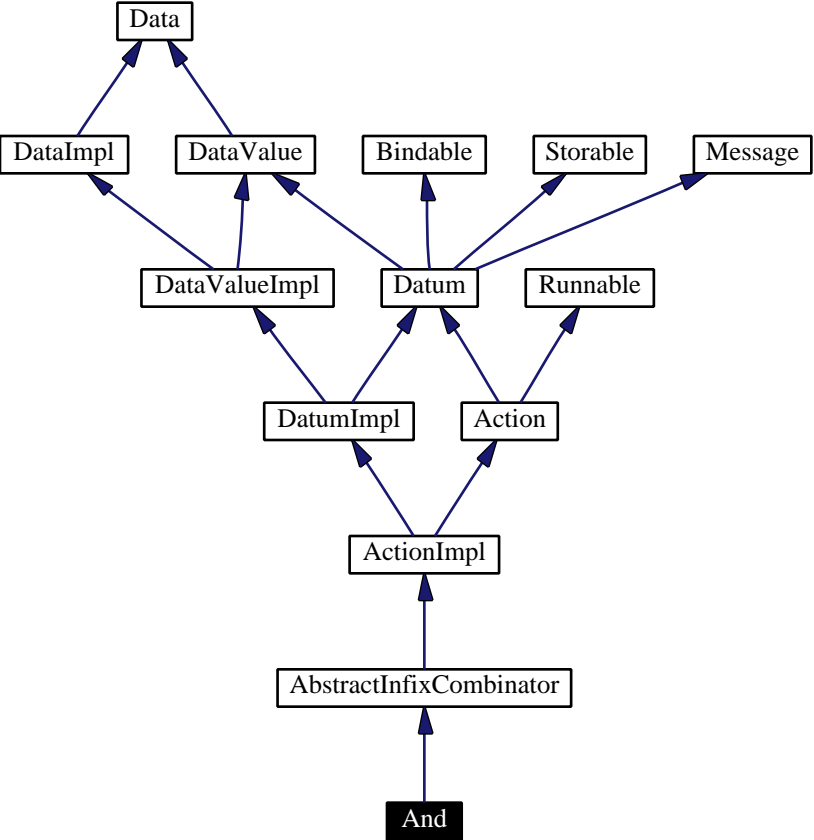 Data
DataImpl
DataValue
Bindable
Storable
Message
DataValueImpl
Datum
Runnable
DatumImpl
Action
ActionImpl
AbstractInfixCombinator
And